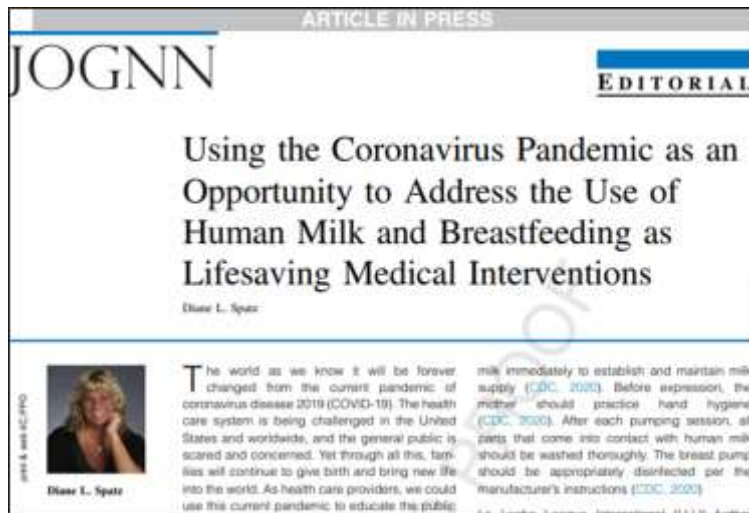 ARTICLE IN PRESS
JOGNN
EDITORIAL
Using the Coronavirus Pandemic as an
Opportunity to Address the Use of
Human Milk and Breastfeeding as
Lifesaving Medical Interventions
Diane L. Spatz
PROOF
print & web 4C/FPO
Diane L. Spatz
The world as we know it will be forever
changed from the current pandemic of
coronavirus disease 2019 (COVID-19). The health
care system is being challenged in the United
States and worldwide, and the general public is
scared and concerned. Yet through all this, fam-
ilies will continue to give birth and bring new life
into the world. As health care providers, we could
use this current pandemic to educate the public
milk immediately to establish and maintain milk
supply (CDC, 2020). Before expression, the
mother should practice hand hygiene
(CDC, 2020). After each pumping session, all
parts that come into contact with human milk
should be washed thoroughly. The breast pump
should be appropriately disinfected per the
manufacturer's instructions (CDC, 2020)